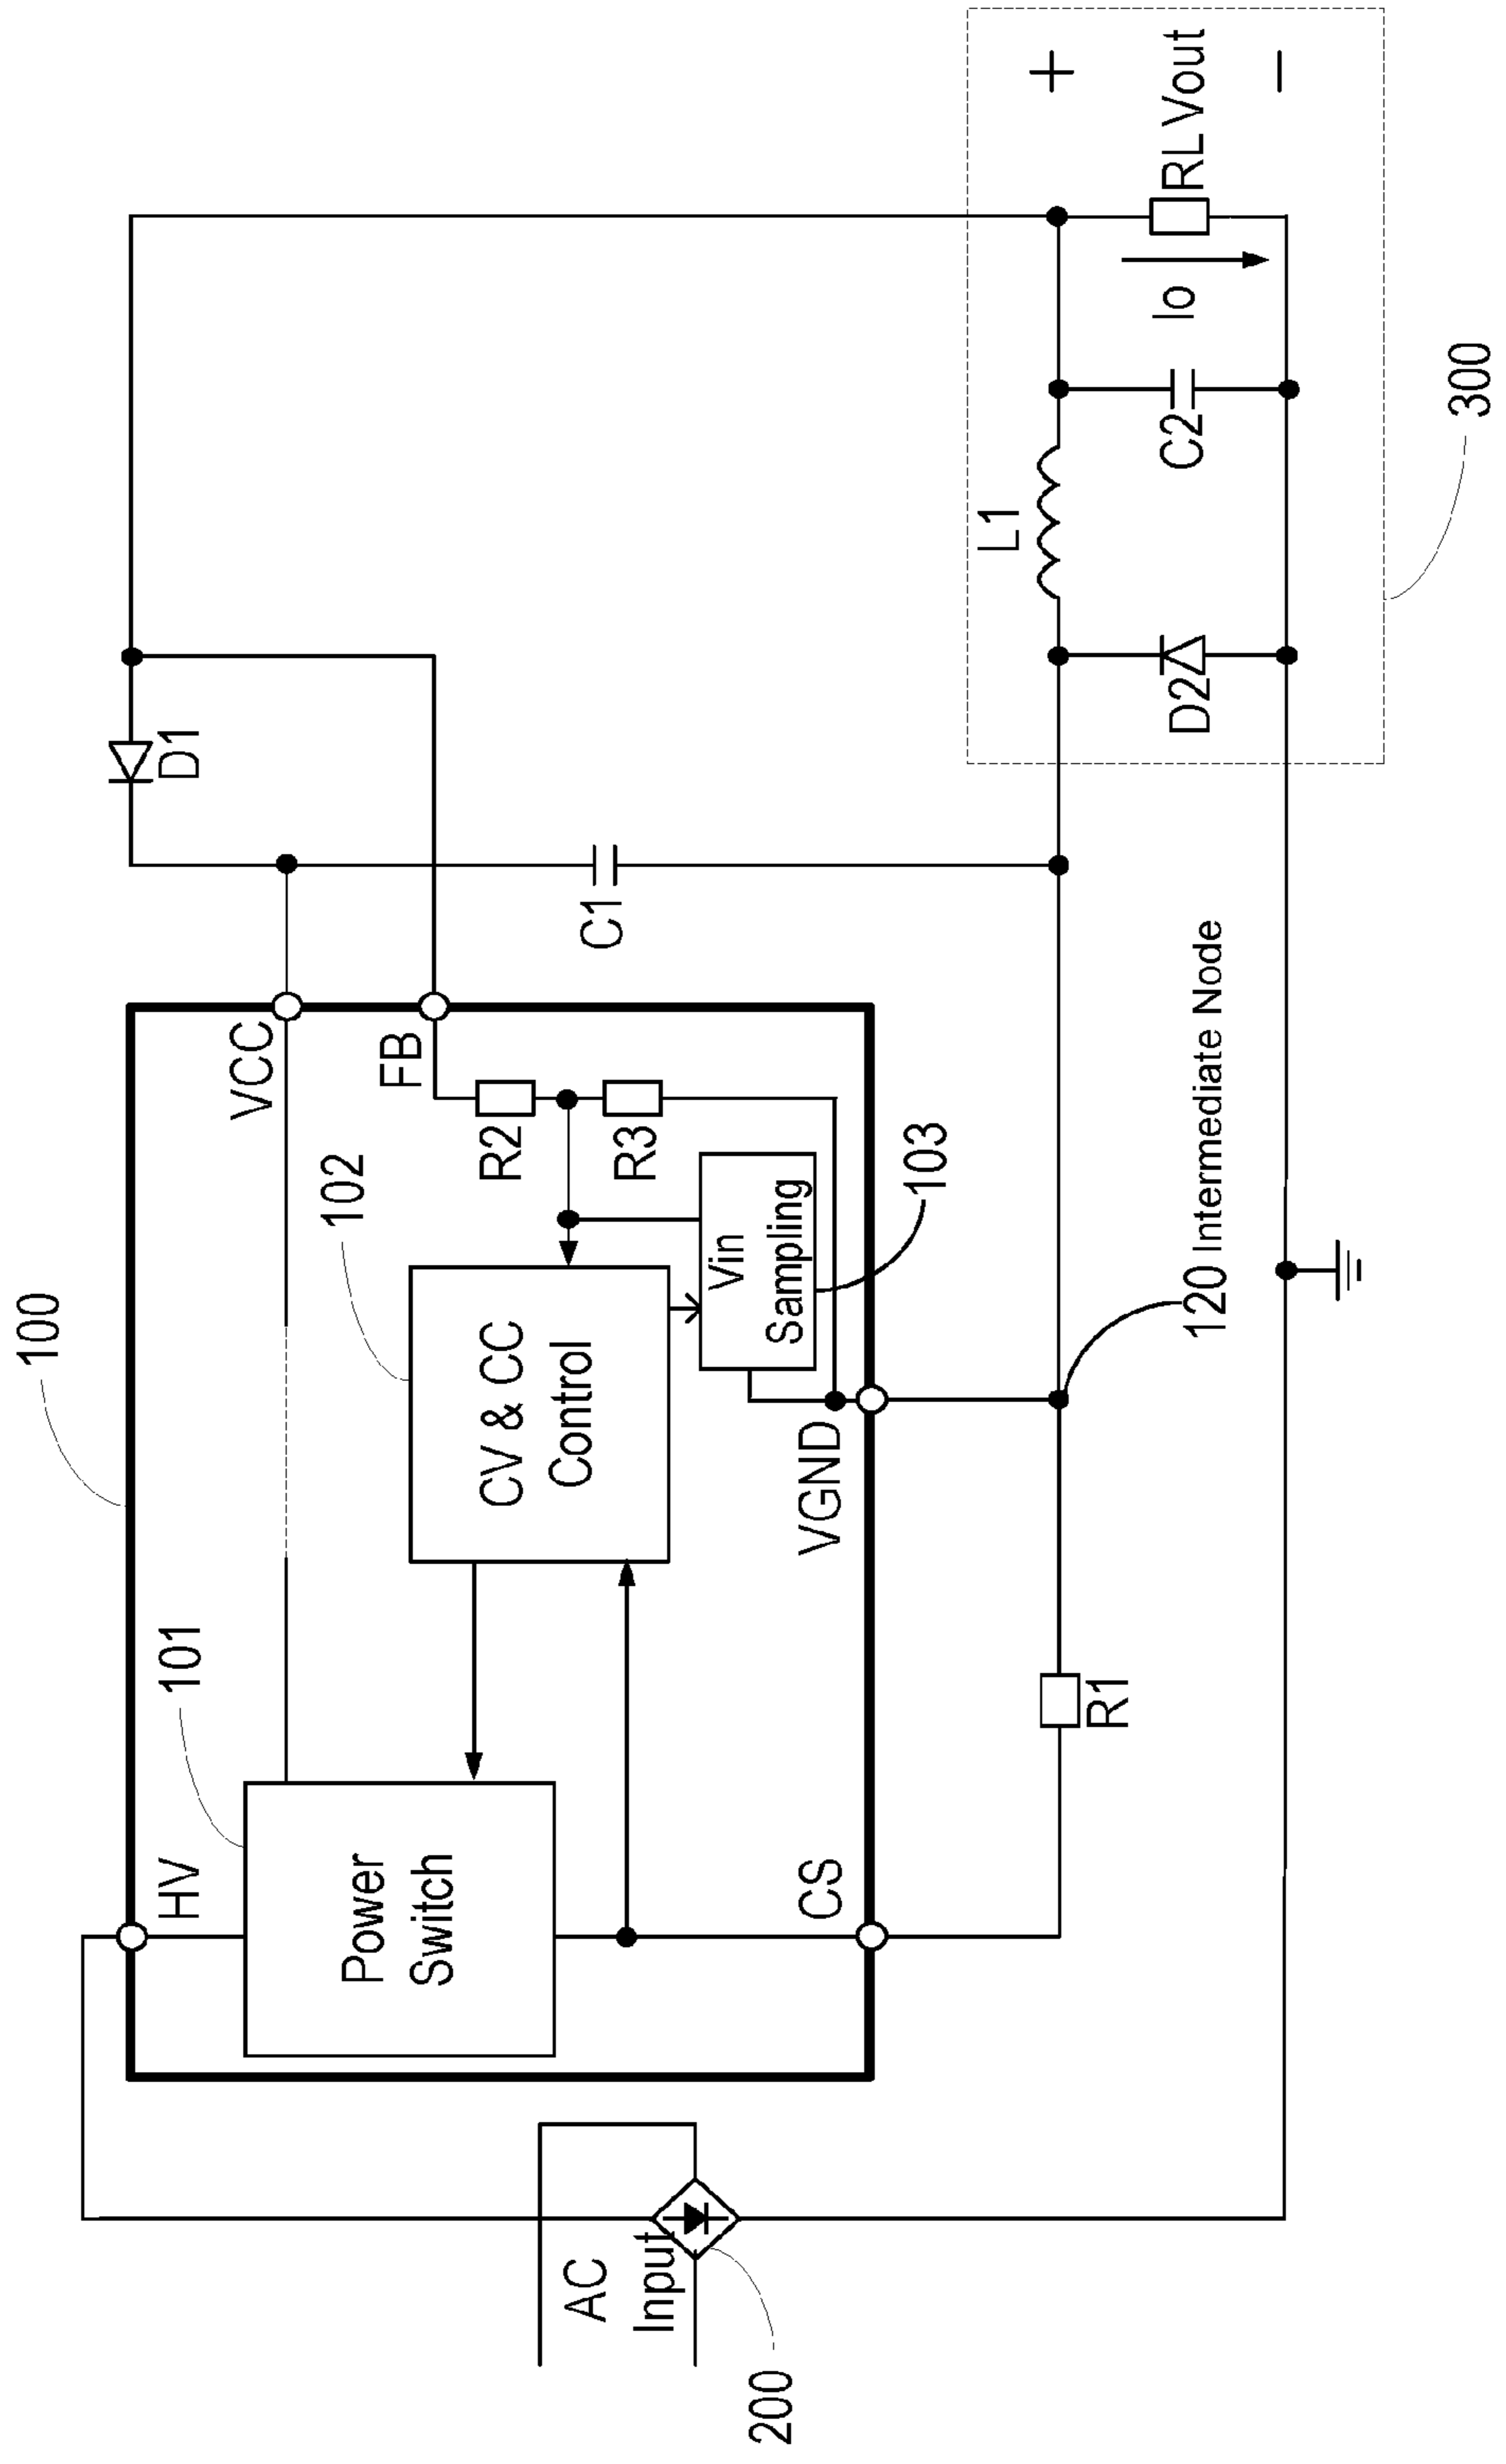 100
101
102
HV
VCC
D1
FB
Power
Switch
CV & CC
Control
R2
R3
Vin
Sampling
103
C1
AC
Input
200
CS
VGND
R1
120 Intermediate Node
L1
D2
C2
Io
RL Vout
+
−
300